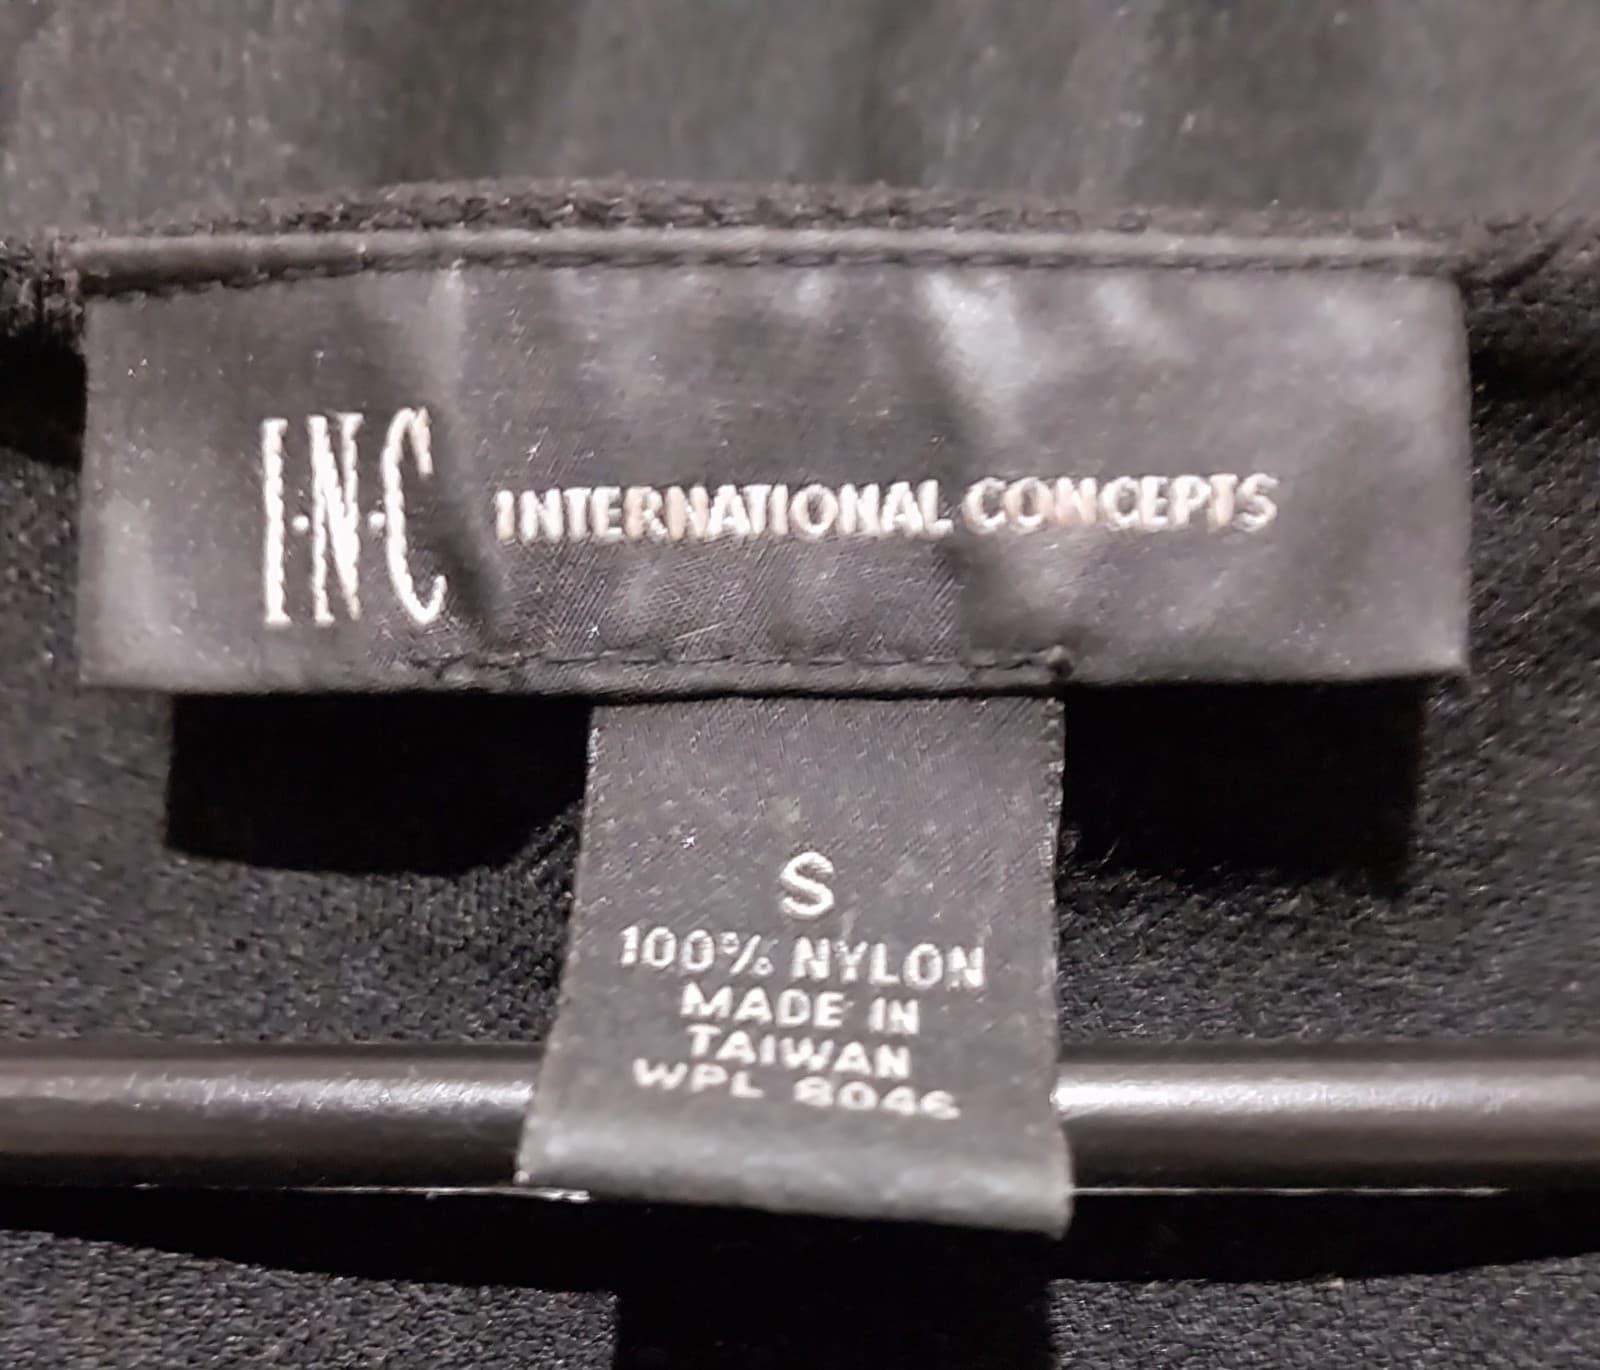 I·N·C INTERNATIONAL CONCEPTS
S
100% NYLON
MADE IN
TAIWAN
WPL 8046